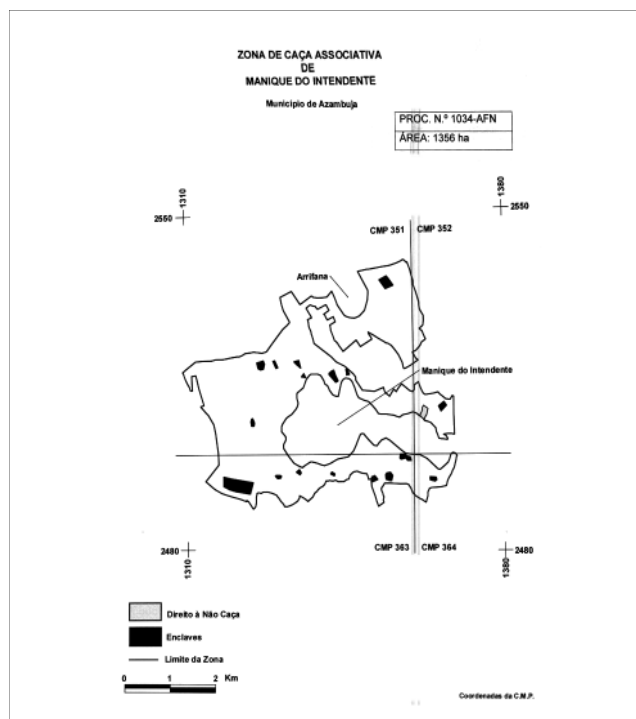 ZONA DE CAÇA ASSOCIATIVA
DE
MANIQUE DO INTENDENTE
Município de Azambuja
PROC. N.º 1034-AFN
ÁREA: 1356 ha
1310
1380
2550
2550
CMP 351
CMP 352
Arrifana
Manique do Intendente
2480
CMP 363
CMP 364
2480
1310
1380
Direito à Não Caça
Enclaves
Limite da Zona
0 1 2 Km
Coordenadas da C.M.P.